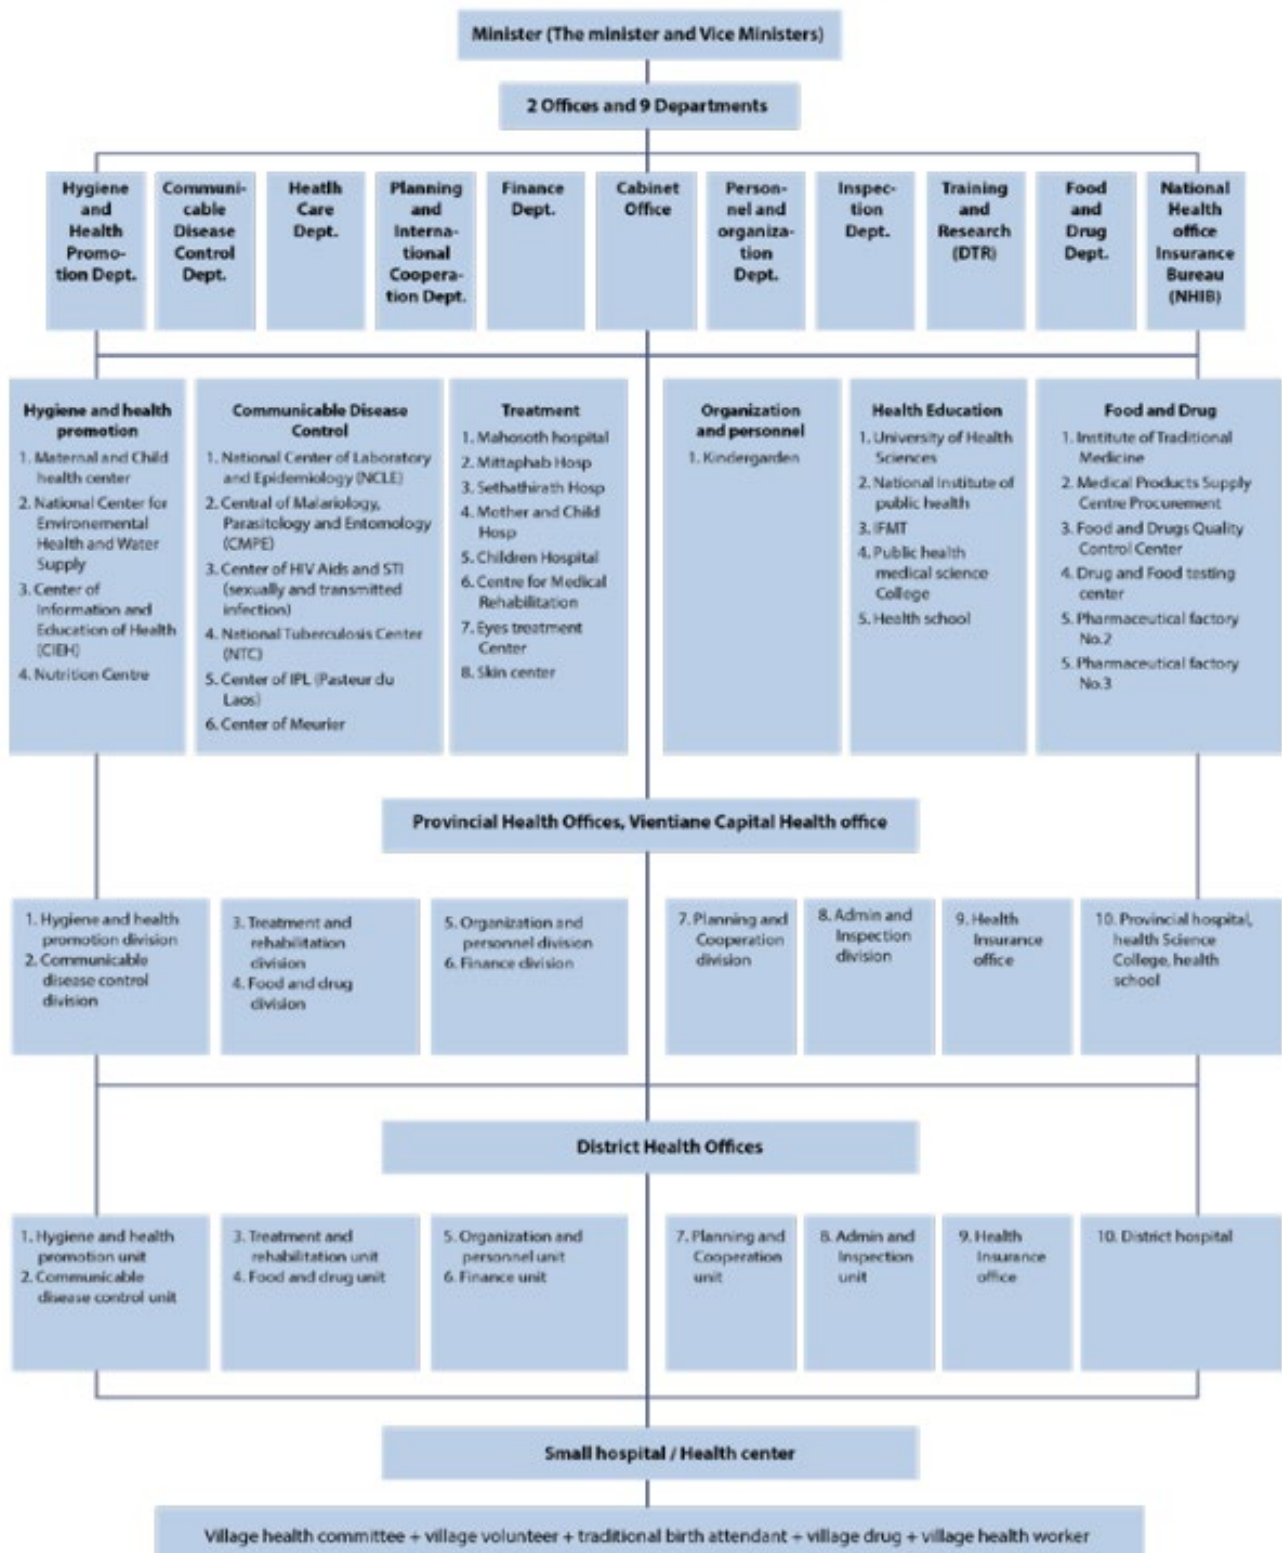 Minister (The minister and Vice Ministers)
2 Offices and 9 Departments
Hygiene
and
Health
Promo-
tion Dept.
Communi-
cable
Disease
Control
Dept.
Heatlh
Care
Dept.
Planning
and
Interna-
tional
Coopera-
tion Dept.
Finance
Dept.
Cabinet
Office
Person-
nel and
organiza-
tion
Dept.
Inspec-
tion
Dept.
Training
and
Research
(DTR)
Food
and
Drug
Dept.
National
Health
office
Insurance
Bureau
(NHIB)
Hygiene and health
promotion
1. Maternal and Child
health center
2. National Center for
Environemental
Health and Water
Supply
3. Center of
Information and
Education of Health
(CIEH)
4. Nutrition Centre
Communicable Disease
Control
1. National Center of Laboratory
and Epidemiology (NCLE)
2. Central of Malariology,
Parasitology and Entomology
(CMPE)
3. Center of HIV Aids and STI
(sexually and transmitted
infection)
4. National Tuberculosis Center
(NTC)
5. Center of IPL (Pasteur du
Laos)
6. Center of Meurier
Treatment
1. Mahosoth hospital
2. Mittaphab Hosp
3. Sethathirath Hosp
4. Mother and Child
Hosp
5. Children Hospital
6. Centre for Medical
Rehabilitation
7. Eyes treatment
Center
8. Skin center
Organization
and personnel
1. Kindergarden
Health Education
1. University of Health
Sciences
2. National Institute of
public health
3. IFMT
4. Public health
medical science
College
5. Health school
Food and Drug
1. Institute of Traditional
Medicine
2. Medical Products Supply
Centre Procurement
3. Food and Drugs Quality
Control Center
4. Drug and Food testing
center
5. Pharmaceutical factory
No.2
5. Pharmaceutical factory
No.3
Provincial Health Offices, Vientiane Capital Health office
1. Hygiene and health
promotion division
2. Communicable
disease control
division
3. Treatment and
rehabilitation
division
4. Food and drug
division
5. Organization and
personnel division
6. Finance division
7. Planning and
Cooperation
division
8. Admin and
Inspection
division
9. Health
Insurance
office
10. Provincial hospital,
health Science
College, health
school
District Health Offices
1. Hygiene and health
promotion unit
2. Communicable
disease control unit
3. Treatment and
rehabilitation unit
4. Food and drug unit
5. Organization and
personnel unit
6. Finance unit
7. Planning and
Cooperation
unit
8. Admin and
Inspection
unit
9. Health
Insurance
office
10. District hospital
Small hospital / Health center
Village health committee + village volunteer + traditional birth attendant + village drug + village health worker